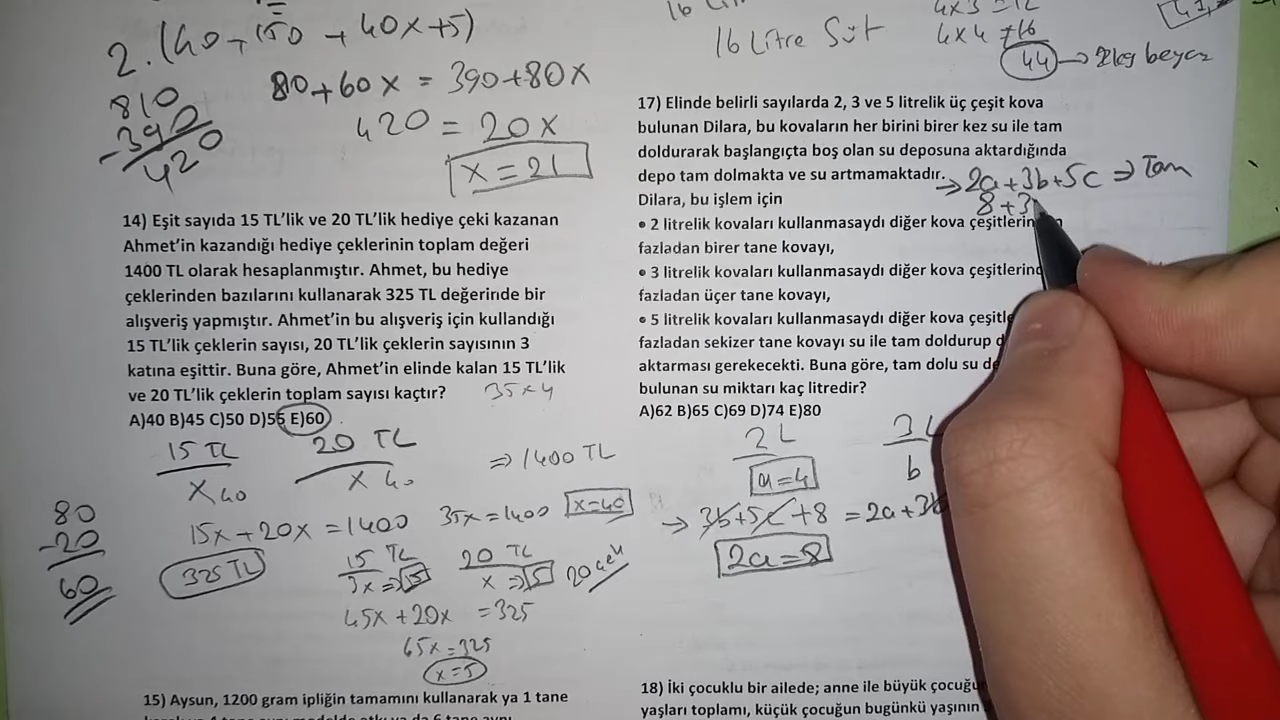 2.(40+150+40x+5)
80+60x = 390+80x
810
-390
420
420 = 20x
x = 21
14) Eşit sayıda 15 TL’lik ve 20 TL’lik hediye çeki kazanan
Ahmet’in kazandığı hediye çeklerinin toplam değeri
1400 TL olarak hesaplanmıştır. Ahmet, bu hediye
çeklerinden bazılarını kullanarak 325 TL değerinde bir
alışveriş yapmıştır. Ahmet’in bu alışveriş için kullandığı
15 TL’lik çeklerin sayısı, 20 TL’lik çeklerin sayısının 3
katına eşittir. Buna göre, Ahmet’in elinde kalan 15 TL’lik
ve 20 TL’lik çeklerin toplam sayısı kaçtır?
35x4
A)40 B)45 C)50 D)55 E)60
15 TL
20 TL
x 40
x 40
⇒ 1400 TL
15x+20x = 1400
35x = 1400
x=40
80
-20
60
325 TL
15 TL
20 TL
3x ⇒ 15
x ⇒ 5
20 çek
45x + 20x = 325
65x = 325
x = 5
15) Aysun, 1200 gram ipliğin tamamını kullanarak ya 1 tane
16 Litre Süt
4x3 = 12
4x4 = 16
44
17) Elinde belirli sayılarda 2, 3 ve 5 litrelik üç çeşit kova
bulunan Dilara, bu kovaların her birini birer kez su ile tam
doldurarak başlangıçta boş olan su deposuna aktardığında
depo tam dolmakta ve su artmamaktadır.
→ 2a+3b+5c ⇒ Tam
8+3
Dilara, bu işlem için
• 2 litrelik kovaları kullanmasaydı diğer kova çeşitlerin
fazladan birer tane kovayı,
• 3 litrelik kovaları kullanmasaydı diğer kova çeşitlerin
fazladan üçer tane kovayı,
• 5 litrelik kovaları kullanmasaydı diğer kova çeşitle
fazladan sekizer tane kovayı su ile tam doldurup d
aktarması gerekecekti. Buna göre, tam dolu su de
bulunan su miktarı kaç litredir?
A)62 B)65 C)69 D)74 E)80
2L
3L
a=4
b
→ 3b+5c+8 = 2a+3b
2a=8
18) İki çocuklu bir ailede; anne ile büyük çocuğu
yaşları toplamı, küçük çocuğun bugünkü yaşının